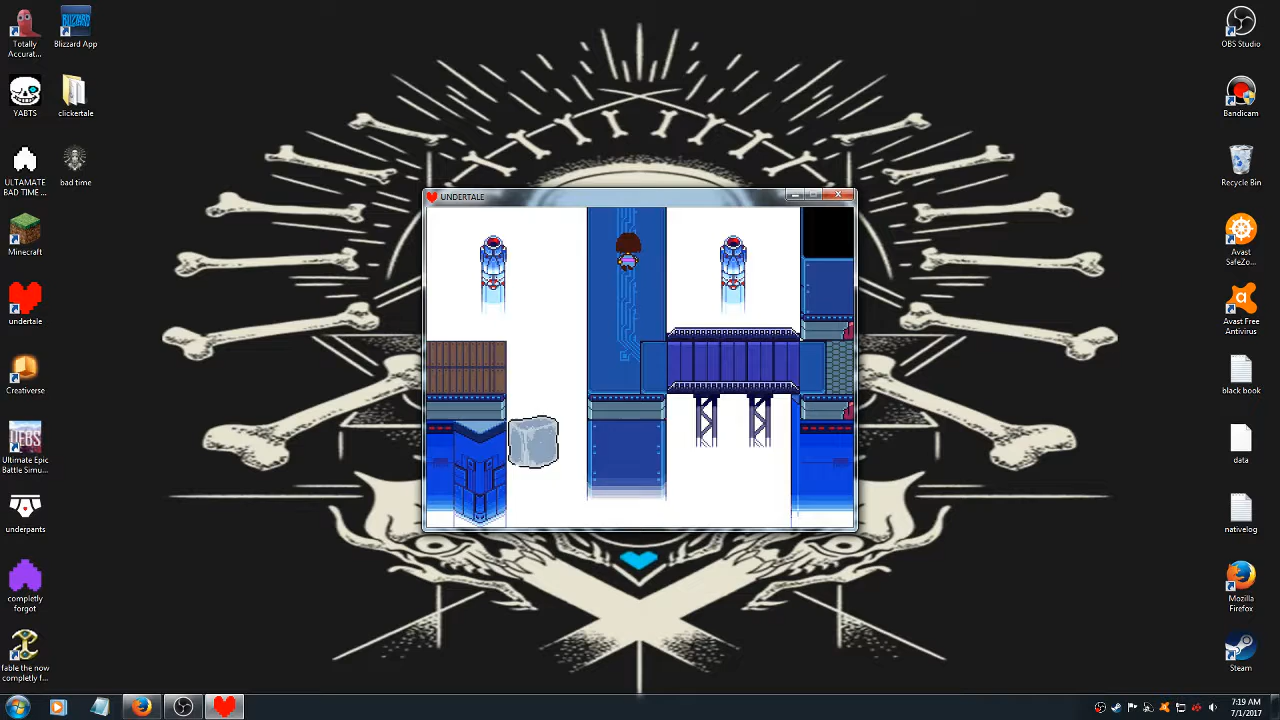 Totally
Accurat...
Blizzard App
YABTS
clickertale
ULTIMATE
BAD TIME ...
bad time
Minecraft
undertale
Creativerse
Ultimate Epic
Battle Simu...
underpants
completly
forgot
fable the now
completly f...
UNDERTALE
OBS Studio
Bandicam
Recycle Bin
Avast
SafeZo...
Avast Free
Antivirus
black book
data
nativelog
Mozilla
Firefox
Steam
7:19 AM
7/1/2017